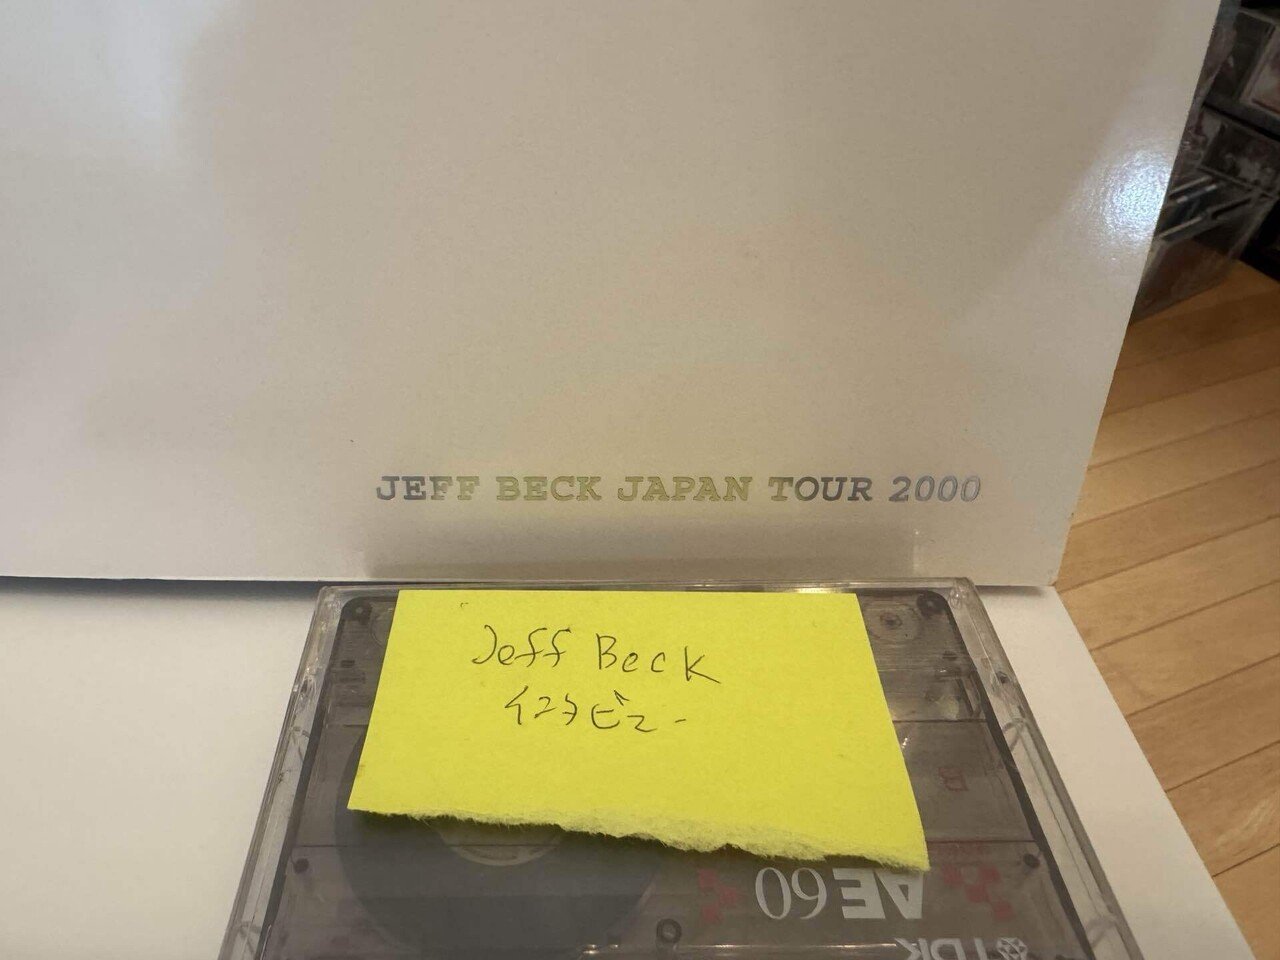 JEFF BECK JAPAN TOUR 2000
Jeff Beck
インタビュー
B
AE 60
TDK